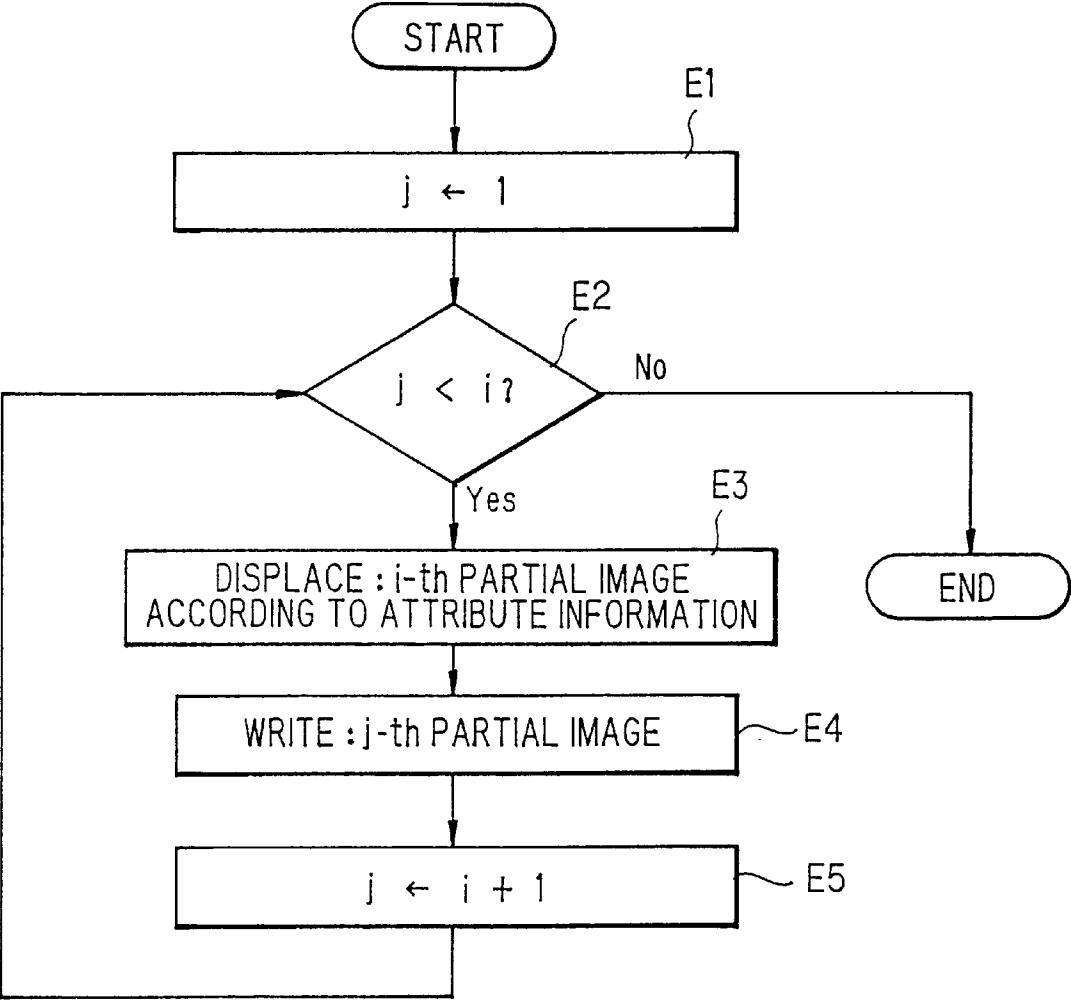 START
E1
j ← 1
E2
j < i?
No
Yes
E3
DISPLACE : i-th PARTIAL IMAGE
ACCORDING TO ATTRIBUTE INFORMATION
END
WRITE : j-th PARTIAL IMAGE
E4
j ← i + 1
E5